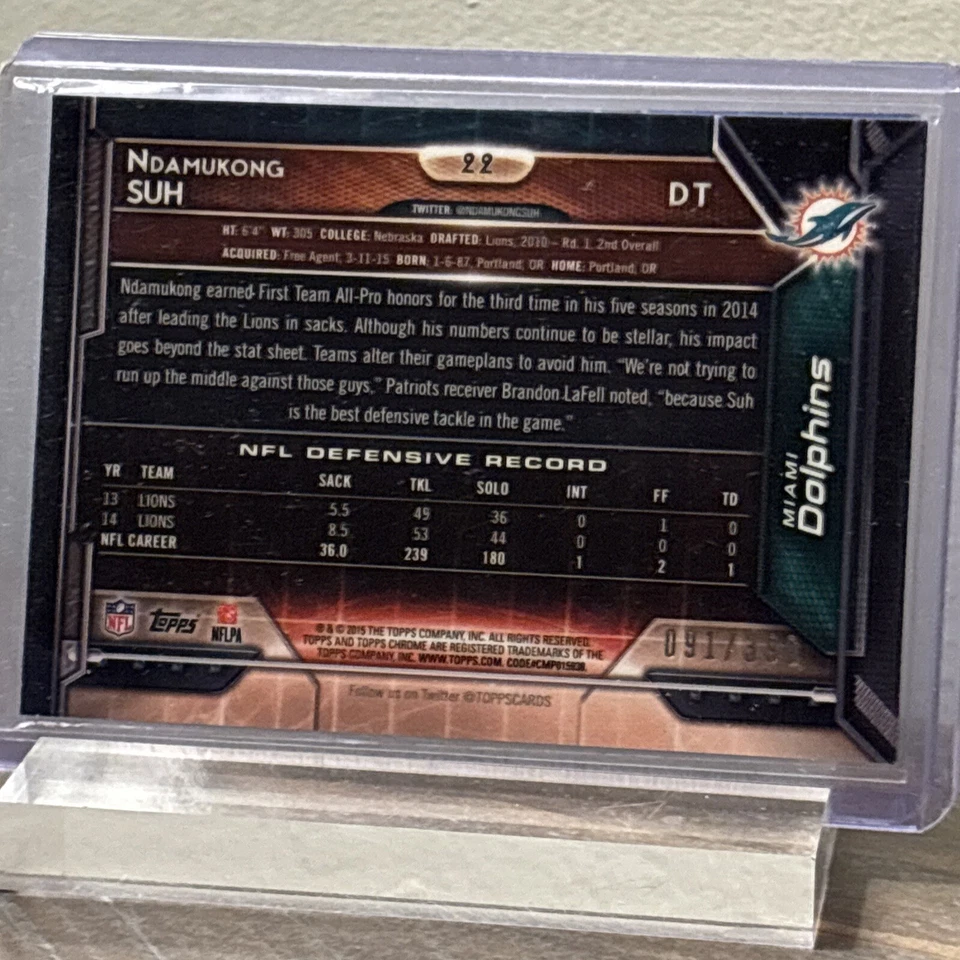 NDAMUKONG
SUH
22
DT
TWITTER: @NDAMUKONGSUH
HT: 6'4" WT: 305 COLLEGE: Nebraska DRAFTED: Lions, 2010 – Rd. 1, 2nd Overall
ACQUIRED: Free Agent, 3-11-15 BORN: 1-6-87, Portland, OR HOME: Portland, OR
Ndamukong earned First Team All-Pro honors for the third time in his five seasons in 2014
after leading the Lions in sacks. Although his numbers continue to be stellar, his impact
goes beyond the stat sheet. Teams alter their gameplans to avoid him. "We're not trying to
run up the middle against those guys," Patriots receiver Brandon LaFell noted, "because Suh
is the best defensive tackle in the game."
MIAMI
Dolphins
NFL DEFENSIVE RECORD
YR TEAM SACK TKL SOLO INT FF TD
13 LIONS 5.5 49 36 0 1 0
14 LIONS 8.5 53 44 0 0 0
NFL CAREER 36.0 239 180 1 2 1
NFL
Topps
NFLPA
® & © 2015 THE TOPPS COMPANY, INC. ALL RIGHTS RESERVED.
TOPPS AND TOPPS CHROME ARE REGISTERED TRADEMARKS OF THE
TOPPS COMPANY, INC. WWW.TOPPS.COM. CODE#CMP015838.
Follow us on Twitter @TOPPSCARDS